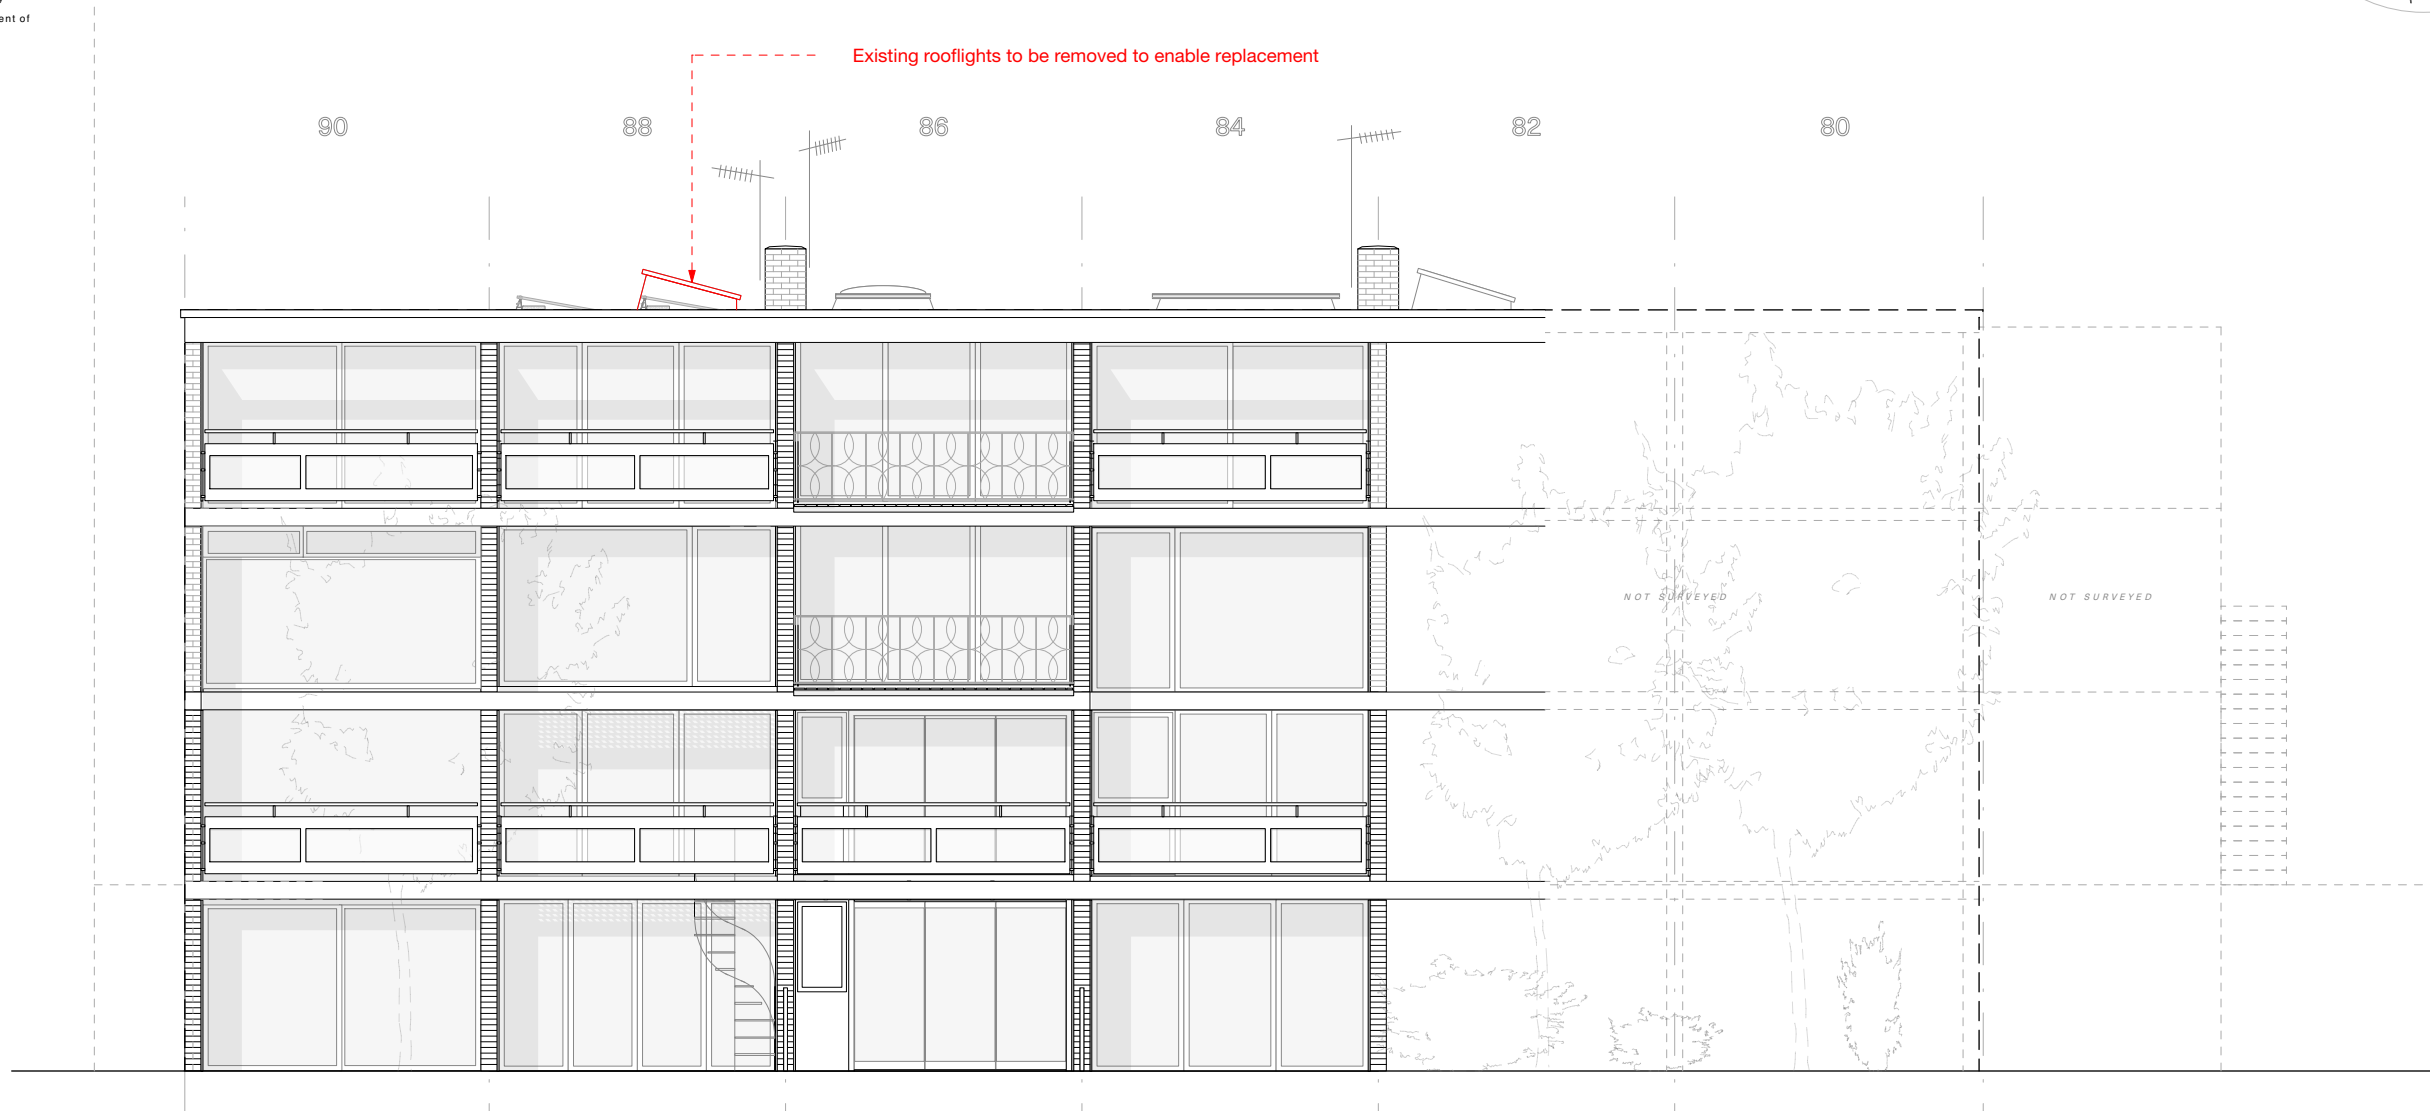 ent of
Existing rooflights to be removed to enable replacement
90 88 86 84 82 80
NOT SURVEYED NOT SURVEYED